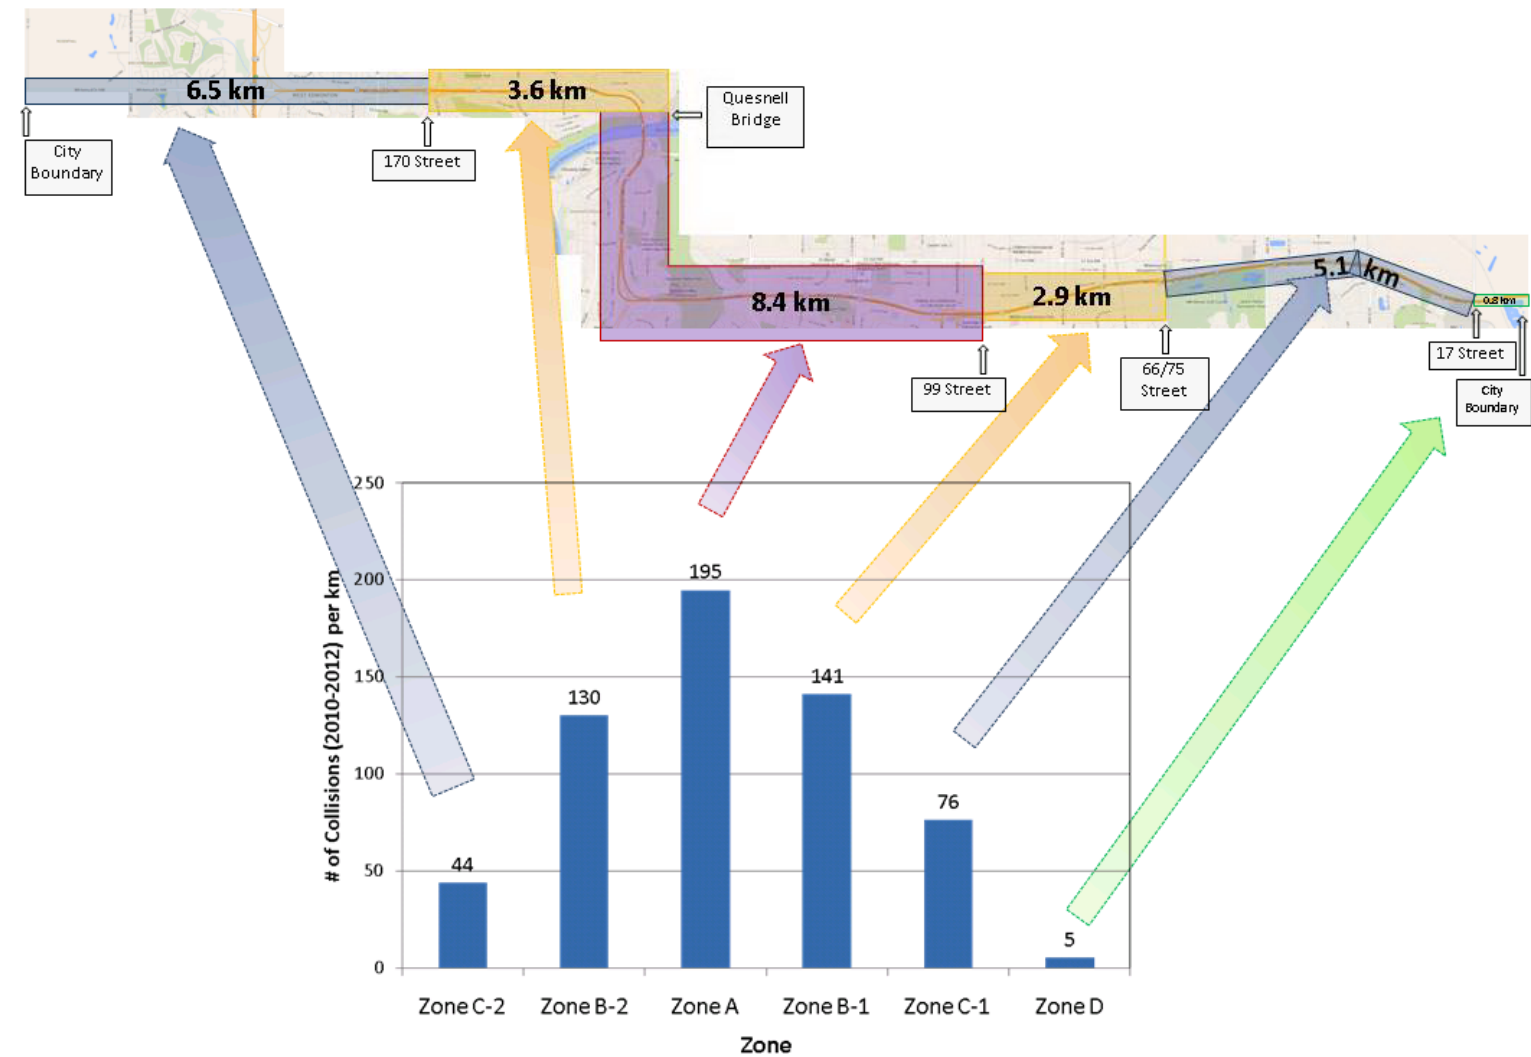 6.5 km
3.6 km
Quesnell
Bridge
City
Boundary
170 Street
8.4 km
2.9 km
5.1 km
0.8 km
99 Street
66/75
Street
17 Street
City
Boundary
# of Collisions (2010-2012) per km
250
200
150
100
50
0
44
130
195
141
76
5
Zone C-2
Zone B-2
Zone A
Zone B-1
Zone C-1
Zone D
Zone